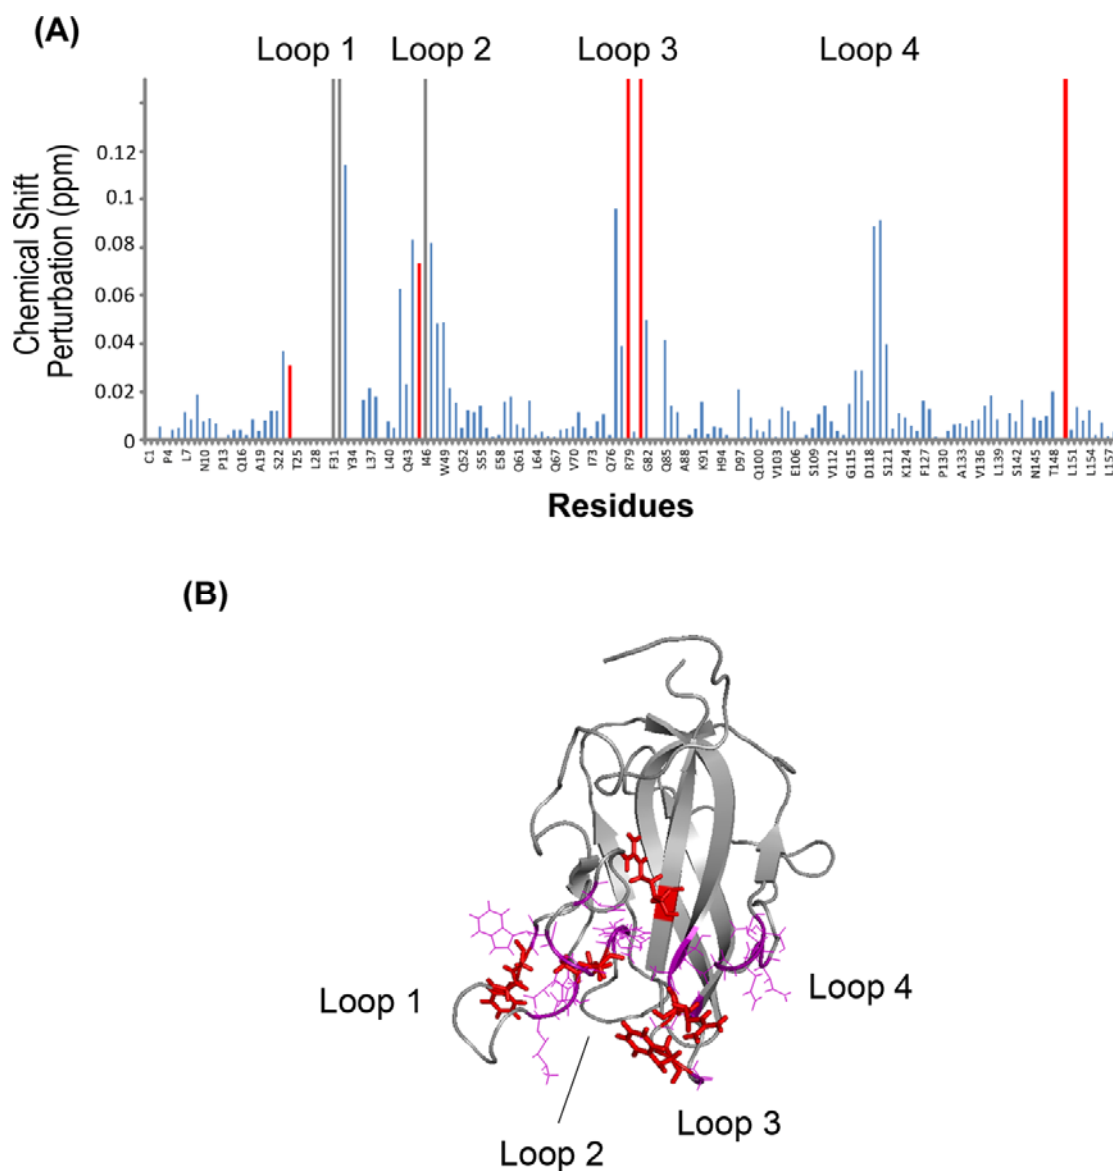 (A)
Loop 1 Loop 2 Loop 3 Loop 4
Chemical Shift
Perturbation (ppm)
0.12
0.1
0.08
0.06
0.04
0.02
0
C1 P4 L7 N10 P13 Q16 A19 S22 T25 L28 F31 Y34 L37 L40 Q43 I46 W49 Q52 S55 E58 Q61 L64 Q67 V70 I73 Q76 R79 G82 Q85 A88 K91 H94 D97 Q100 V103 E106 S109 V112 G115 D118 S121 K124 F127 P130 A133 V136 L139 S142 N145 T148 L151 L154 L157
Residues
(B)
Loop 1
Loop 4
Loop 3
Loop 2